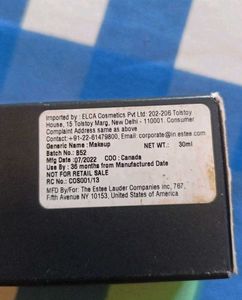 Imported by : ELCA Cosmetics Pvt Ltd: 202-206 Tolstoy
House, 15 Tolstoy Marg, New Delhi - 110001. Consumer
Complaint Address same as above
Contact:+91-22-61479800, Email: corporate@in.estee.com
Generic Name : Makeup NET WT.: 30ml
Batch No : B52
Mfg Date :07/2022 COO : Canada
Use By : 36 months from Manufactured Date
NOT FOR RETAIL SALE
RC No. : COS001/13
MFD By/For: The Estee Lauder Companies Inc, 767,
Fifth Avenue NY 10153, United States of America